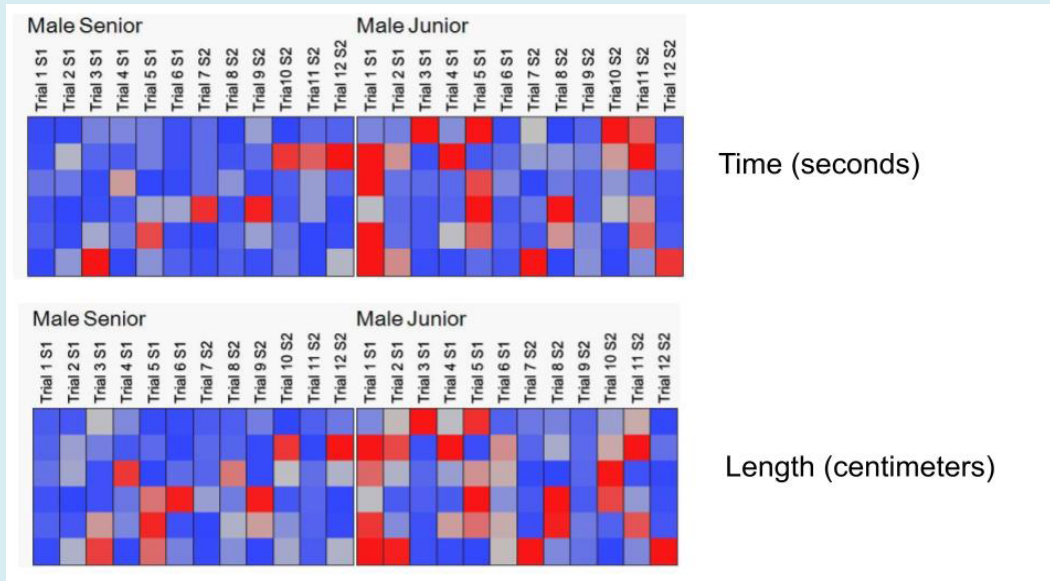 Male Senior
Male Junior
Trial 1 S1
Trial 2 S1
Trial 3 S1
Trial 4 S1
Trial 5 S1
Trial 6 S1
Trial 7 S2
Trial 8 S2
Trial 9 S2
Tria10 S2
Tria11 S2
Trial 12 S2
Trial 1 S1
Trial 2 S1
Trial 3 S1
Trial 4 S1
Trial 5 S1
Trial 6 S1
Trial 7 S2
Trial 8 S2
Trial 9 S2
Tria10 S2
Tria11 S2
Trial 12 S2
Time (seconds)
Male Senior
Male Junior
Trial 1 S1
Trial 2 S1
Trial 3 S1
Trial 4 S1
Trial 5 S1
Trial 6 S1
Trial 7 S2
Trial 8 S2
Trial 9 S2
Trial 10 S2
Trial 11 S2
Trial 12 S2
Trial 1 S1
Trial 2 S1
Trial 3 S1
Trial 4 S1
Trial 5 S1
Trial 6 S1
Trial 7 S2
Trial 8 S2
Trial 9 S2
Trial 10 S2
Trial 11 S2
Trial 12 S2
Length (centimeters)